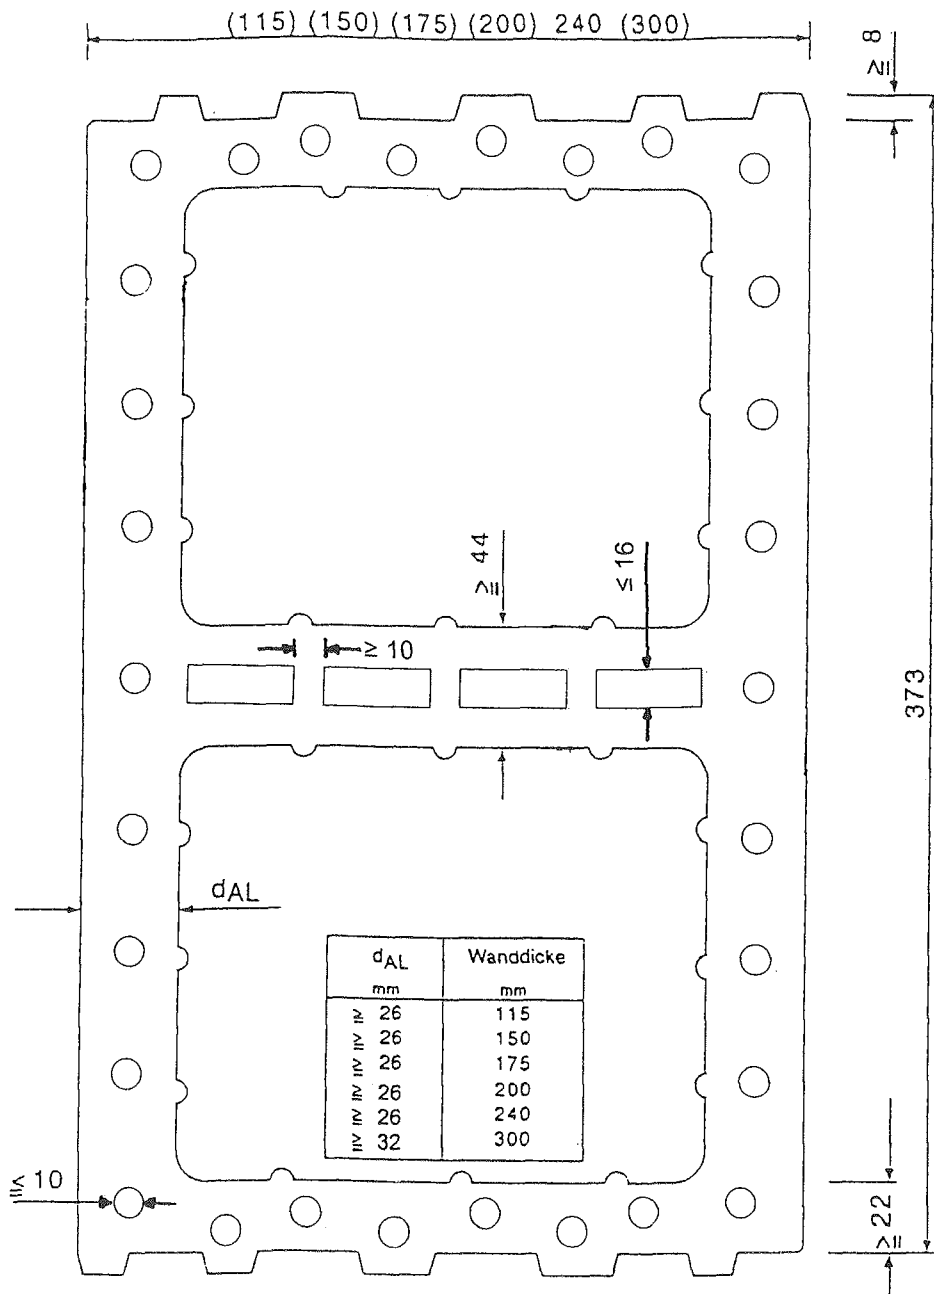 (115) (150) (175) (200) 240 (300)
≥ 8
≥ 44
≤ 16
≥ 10
373
dAL
dAL Wanddicke
mm mm
≥ 26 115
≥ 26 150
≥ 26 175
≥ 26 200
≥ 26 240
≥ 32 300
≤ 10
≥ 22